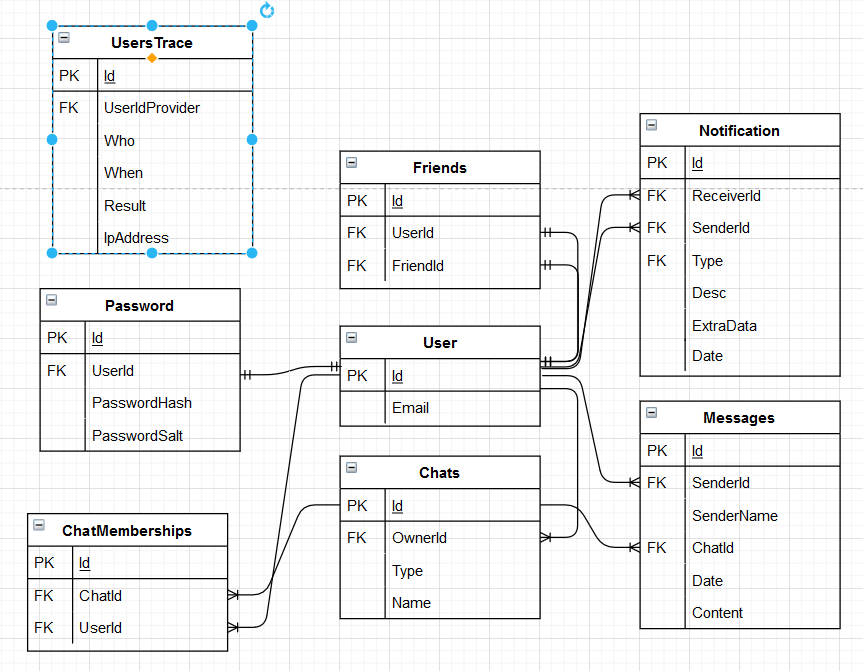 UsersTrace
PK Id
FK UserIdProvider
Who
When
Result
IpAddress
Password
PK Id
FK UserId
PasswordHash
PasswordSalt
ChatMemberships
PK Id
FK ChatId
FK UserId
Friends
PK Id
FK UserId
FK FriendId
User
PK Id
Email
Chats
PK Id
FK OwnerId
Type
Name
Notification
PK Id
FK ReceiverId
FK SenderId
FK Type
Desc
ExtraData
Date
Messages
PK Id
FK SenderId
SenderName
FK ChatId
Date
Content